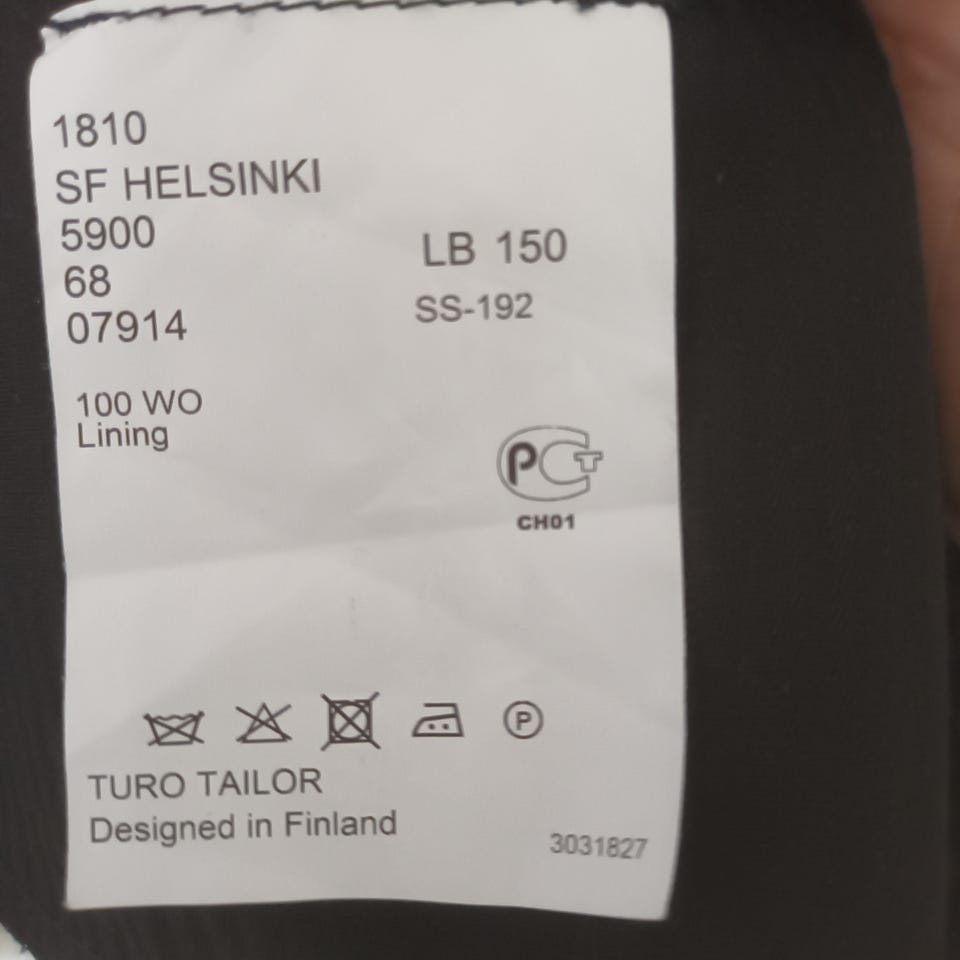 1810
SF HELSINKI
5900
68
07914
LB 150
SS-192
100 WO
Lining
PCT
CH01
P
TURO TAILOR
Designed in Finland
3031827